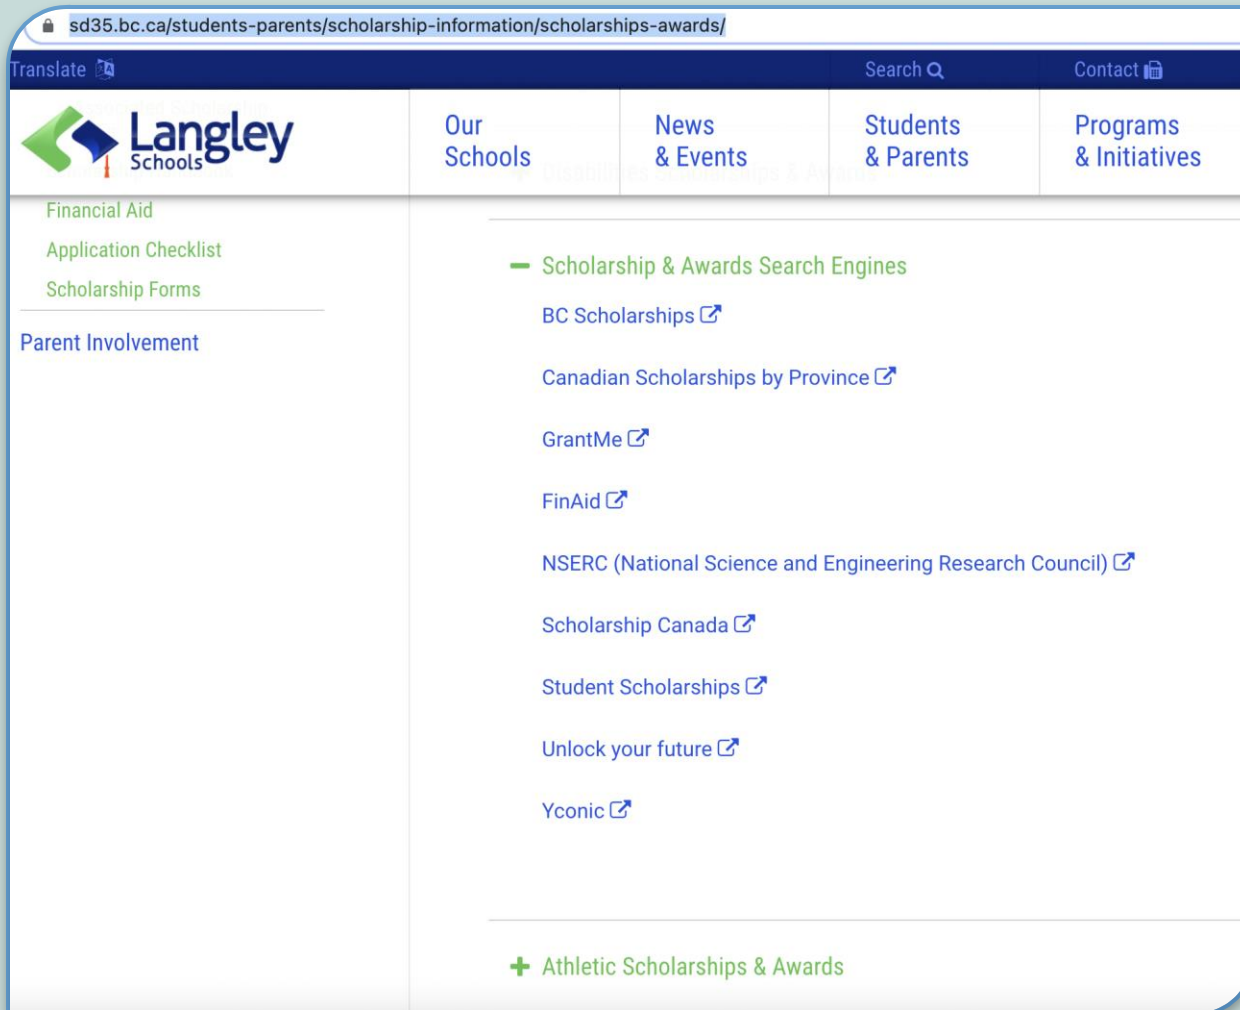 sd35.bc.ca/students-parents/scholarship-information/scholarships-awards/
Translate
Search
Contact
Langley
Schools
Our
Schools
News
& Events
Students
& Parents
Programs
& Initiatives
Disabilities Scholarships & Awards
Financial Aid
Application Checklist
Scholarship Forms
Parent Involvement
Scholarship & Awards Search Engines
BC Scholarships
Canadian Scholarships by Province
GrantMe
FinAid
NSERC (National Science and Engineering Research Council)
Scholarship Canada
Student Scholarships
Unlock your future
Yconic
Athletic Scholarships & Awards